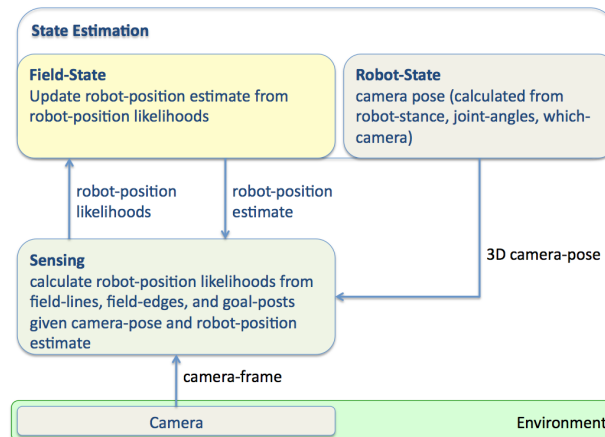 State Estimation
Field-State
Update robot-position estimate from
robot-position likelihoods
Robot-State
camera pose (calculated from
robot-stance, joint-angles, which-
camera)
robot-position
likelihoods
robot-position
estimate
3D camera-pose
Sensing
calculate robot-position likelihoods from
field-lines, field-edges, and goal-posts
given camera-pose and robot-position
estimate
camera-frame
Camera
Environment